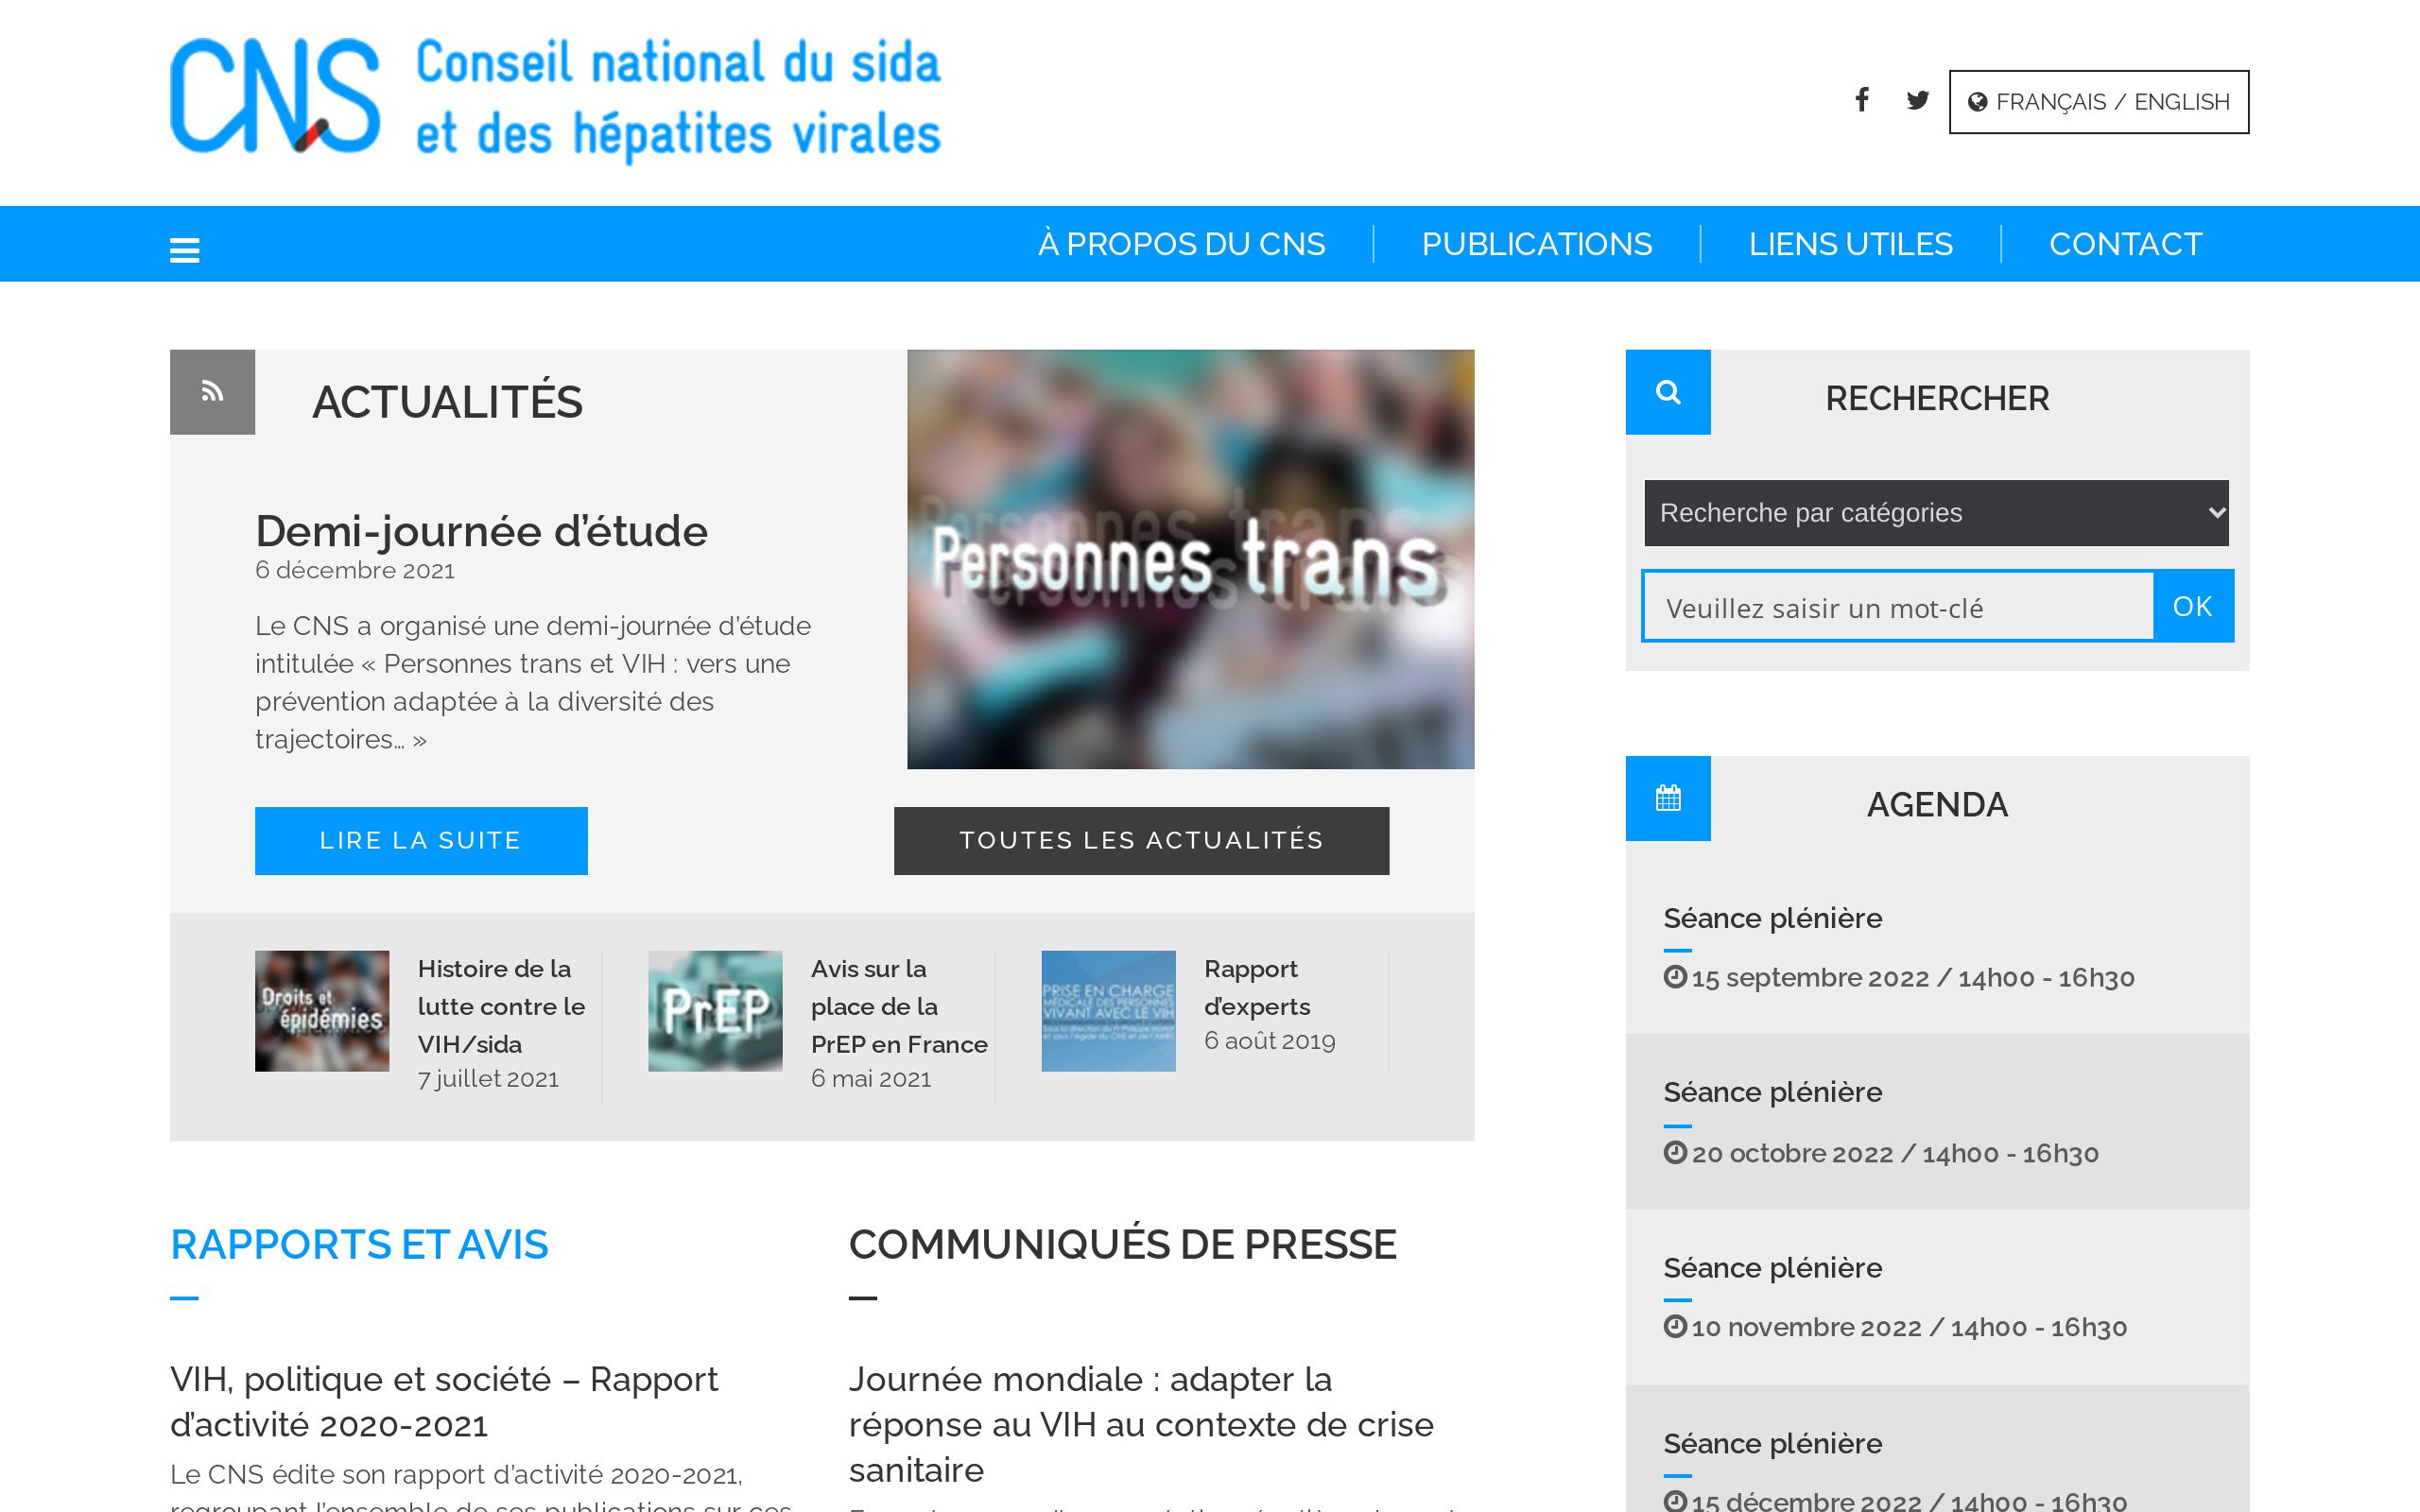 CNS Conseil national du sida
et des hépatites virales
FRANÇAIS / ENGLISH
À PROPOS DU CNS
PUBLICATIONS
LIENS UTILES
CONTACT
ACTUALITÉS
Demi-journée d’étude
6 décembre 2021
Le CNS a organisé une demi-journée d’étude
intitulée « Personnes trans et VIH : vers une
prévention adaptée à la diversité des
trajectoires… »
Personnes trans
LIRE LA SUITE
TOUTES LES ACTUALITÉS
Droits et
épidémies
Histoire de la
lutte contre le
VIH/sida
7 juillet 2021
PrEP
Avis sur la
place de la
PrEP en France
6 mai 2021
PRISE EN CHARGE
MÉDICALE DES PERSONNES
VIVANT AVEC LE VIH
Rapport
d’experts
6 août 2019
RAPPORTS ET AVIS
VIH, politique et société – Rapport
d’activité 2020-2021
Le CNS édite son rapport d’activité 2020-2021,
regroupant l’ensemble de ses publications sur ces
COMMUNIQUÉS DE PRESSE
Journée mondiale : adapter la
réponse au VIH au contexte de crise
sanitaire
RECHERCHER
Recherche par catégories
Veuillez saisir un mot-clé
OK
AGENDA
Séance plénière
15 septembre 2022 / 14h00 - 16h30
Séance plénière
20 octobre 2022 / 14h00 - 16h30
Séance plénière
10 novembre 2022 / 14h00 - 16h30
Séance plénière
15 décembre 2022 / 14h00 - 16h30